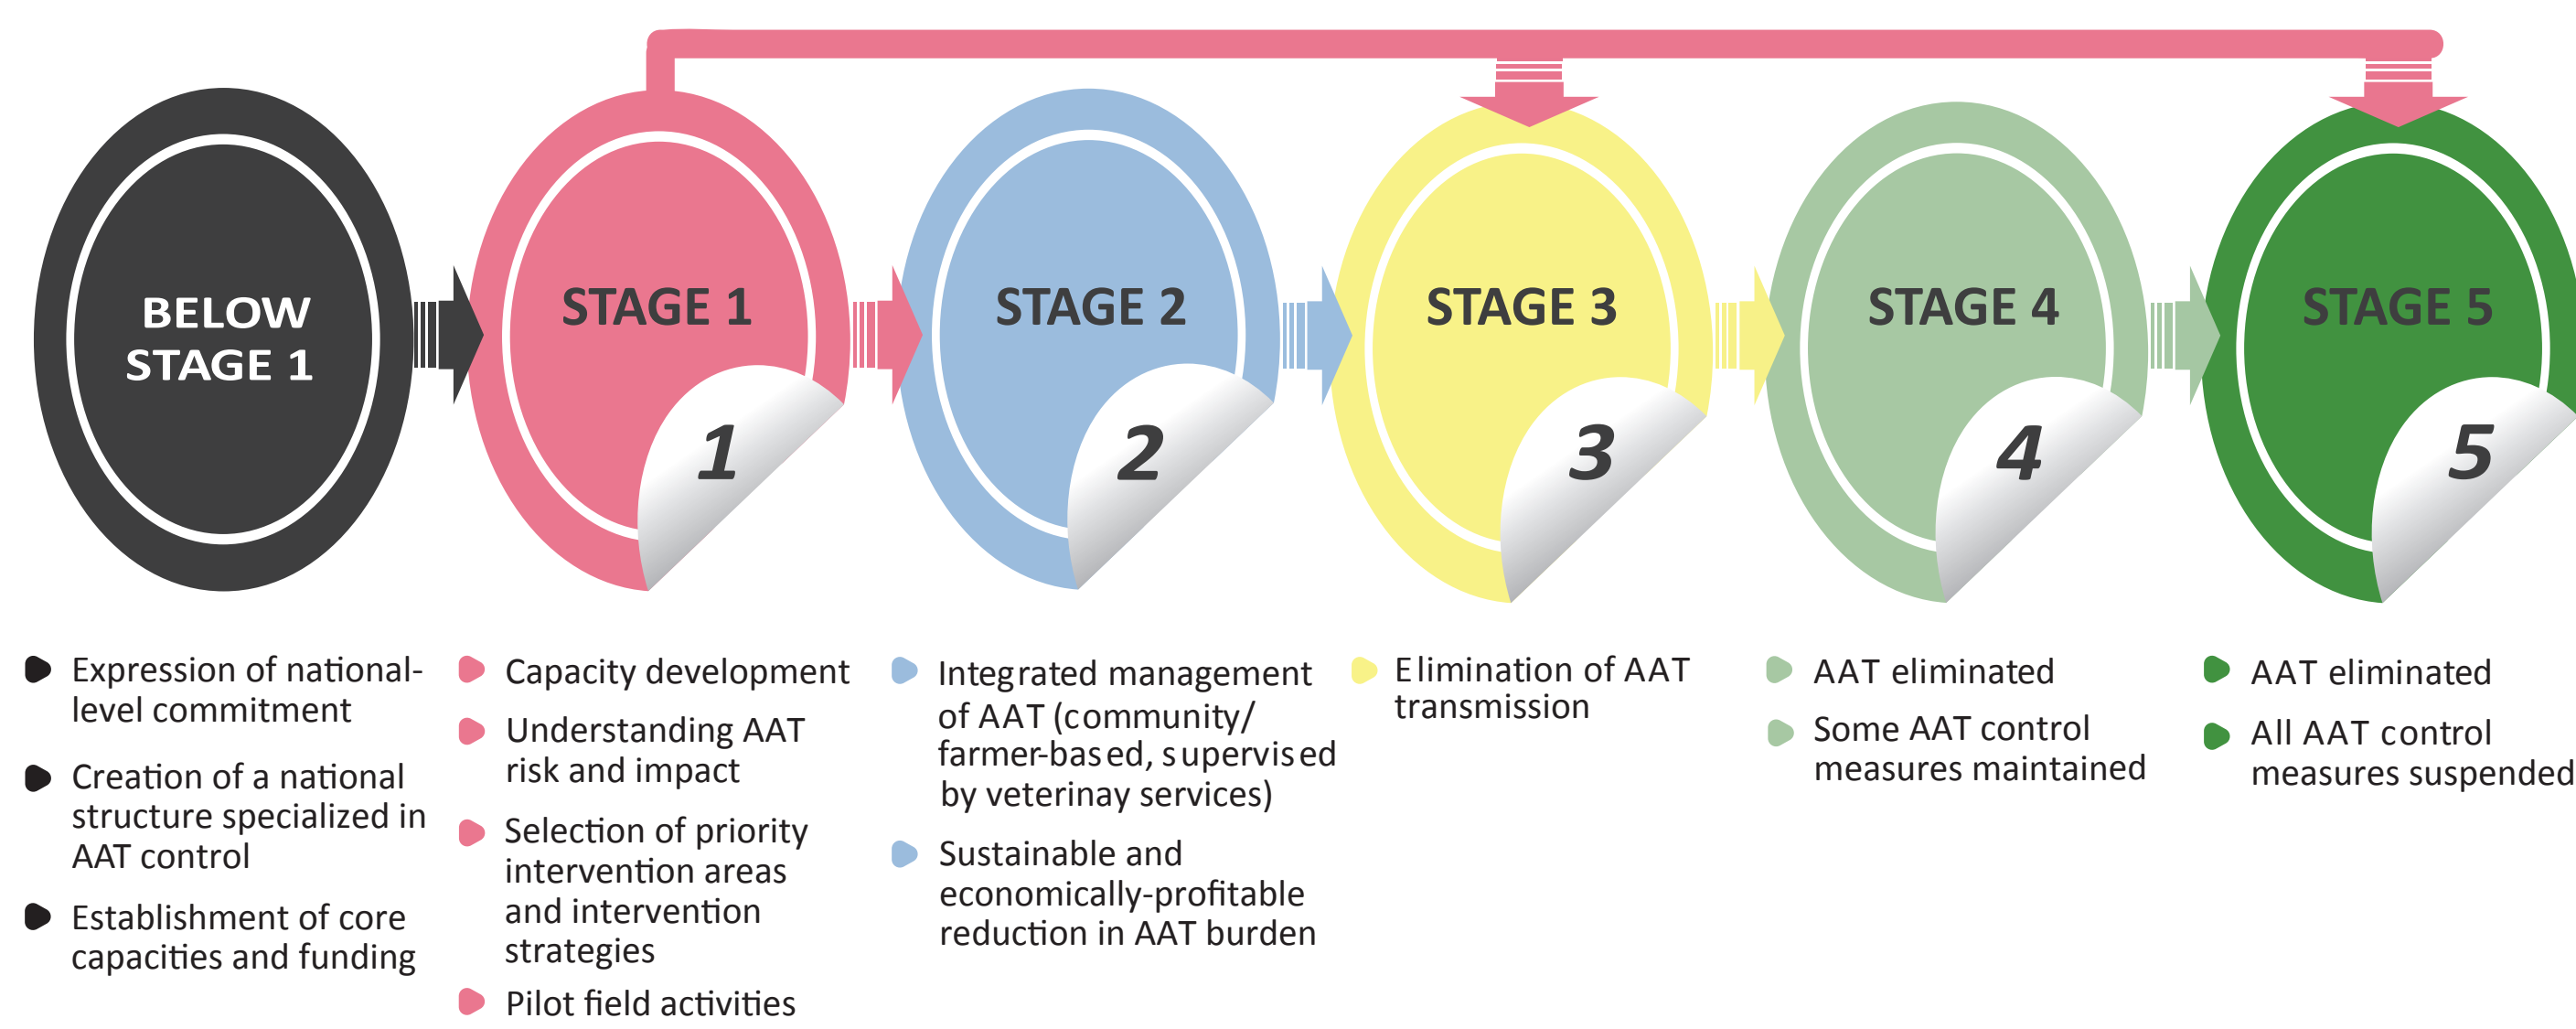 BELOW
STAGE 1
STAGE 1
1
STAGE 2
2
STAGE 3
3
STAGE 4
4
STAGE 5
5
Expression of national-
level commitment
Creation of a national
structure specialized in
AAT control
Establishment of core
capacities and funding
Capacity development
Understanding AAT
risk and impact
Selection of priority
intervention areas
and intervention
strategies
Pilot field activities
Integrated management
of AAT (community/
farmer-based, supervised
by veterinay services)
Sustainable and
economically-profitable
reduction in AAT burden
Elimination of AAT
transmission
AAT eliminated
Some AAT control
measures maintained
AAT eliminated
All AAT control
measures suspended